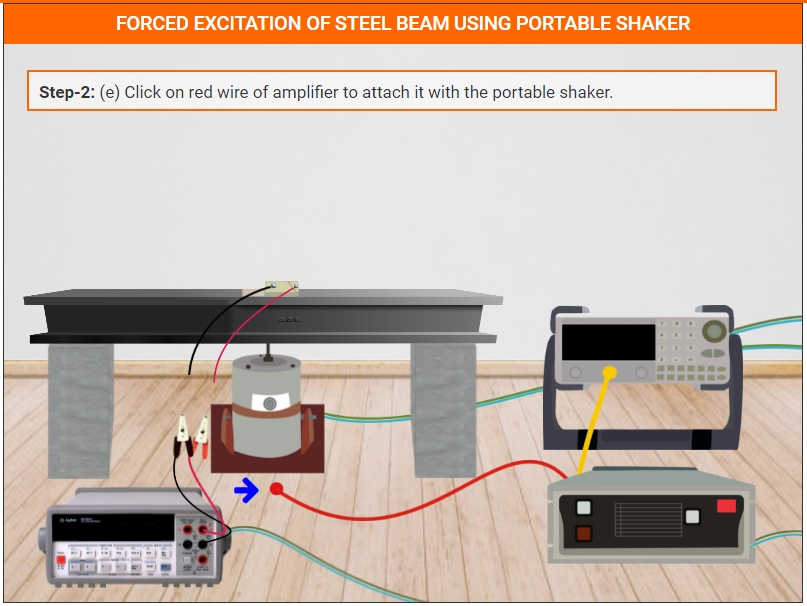 FORCED EXCITATION OF STEEL BEAM USING PORTABLE SHAKER
Step-2: (e) Click on red wire of amplifier to attach it with the portable shaker.
Agilent